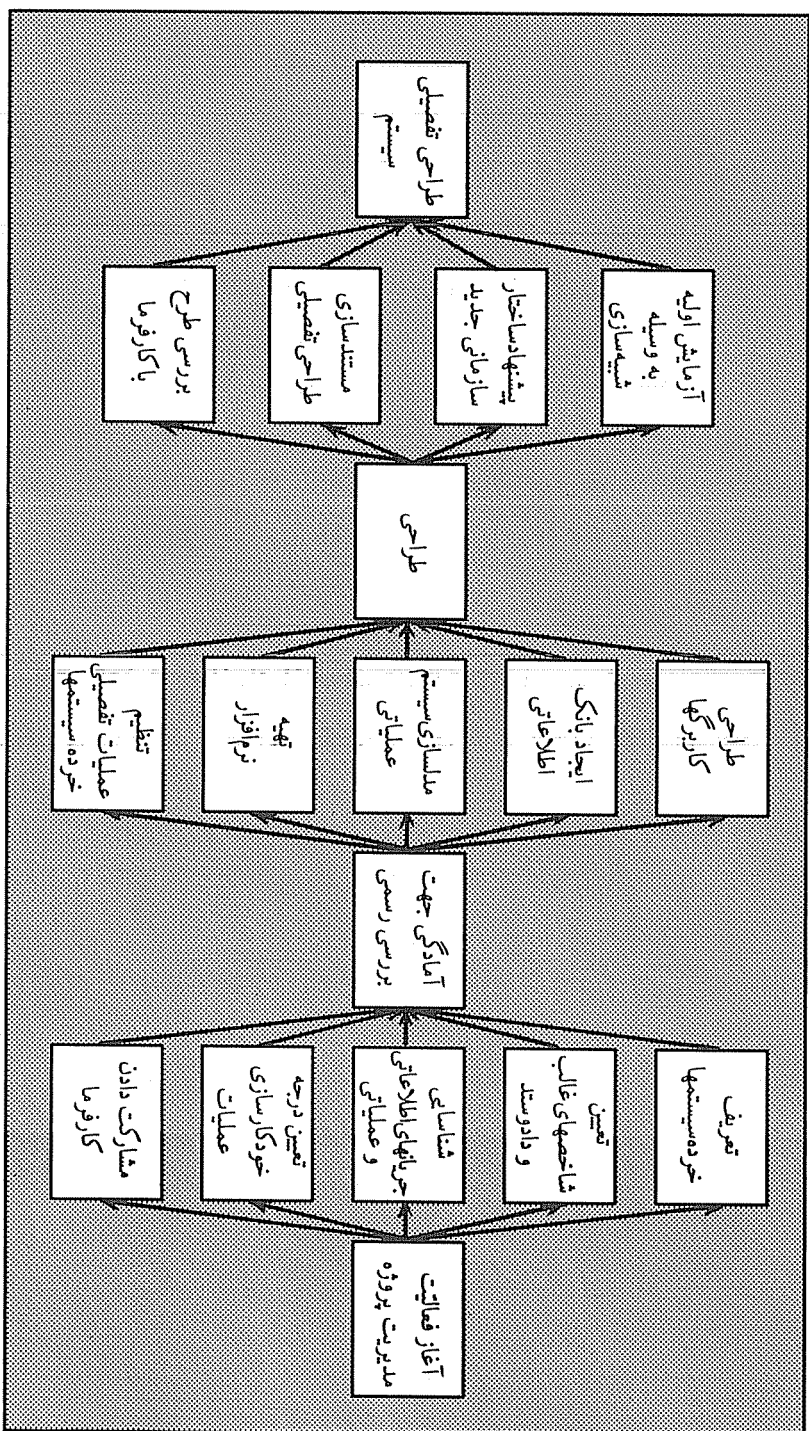 آغاز فعالیّت
مدیریت پروژه
تعریف
خرده سیستمها
تعیین
شاخصهای غالب
و دادوستد
شناسایی
جریانهای اطلاعاتی
و عملیاتی
تعیین درجه
خودکارسازی
عملیات
مشارکت دادن
کارفرما
آمادگی جهت
بررسی رسمی
طراحی
کاربرگها
ایجاد بانک
اطلاعاتی
مدلسازی سیستم
عملیاتی
تهیه
نرم‌افزار
تنظیم
عملیات تفصیلی
خرده سیستمها
طراحی
آزمایش اولیه
به وسیله
شبیه‌سازی
پیشنهاد ساختار
سازمانی جدید
مستندسازی
طراحی تفصیلی
بررسی طرح
با کارفرما
طراحی تفصیلی
سیستم